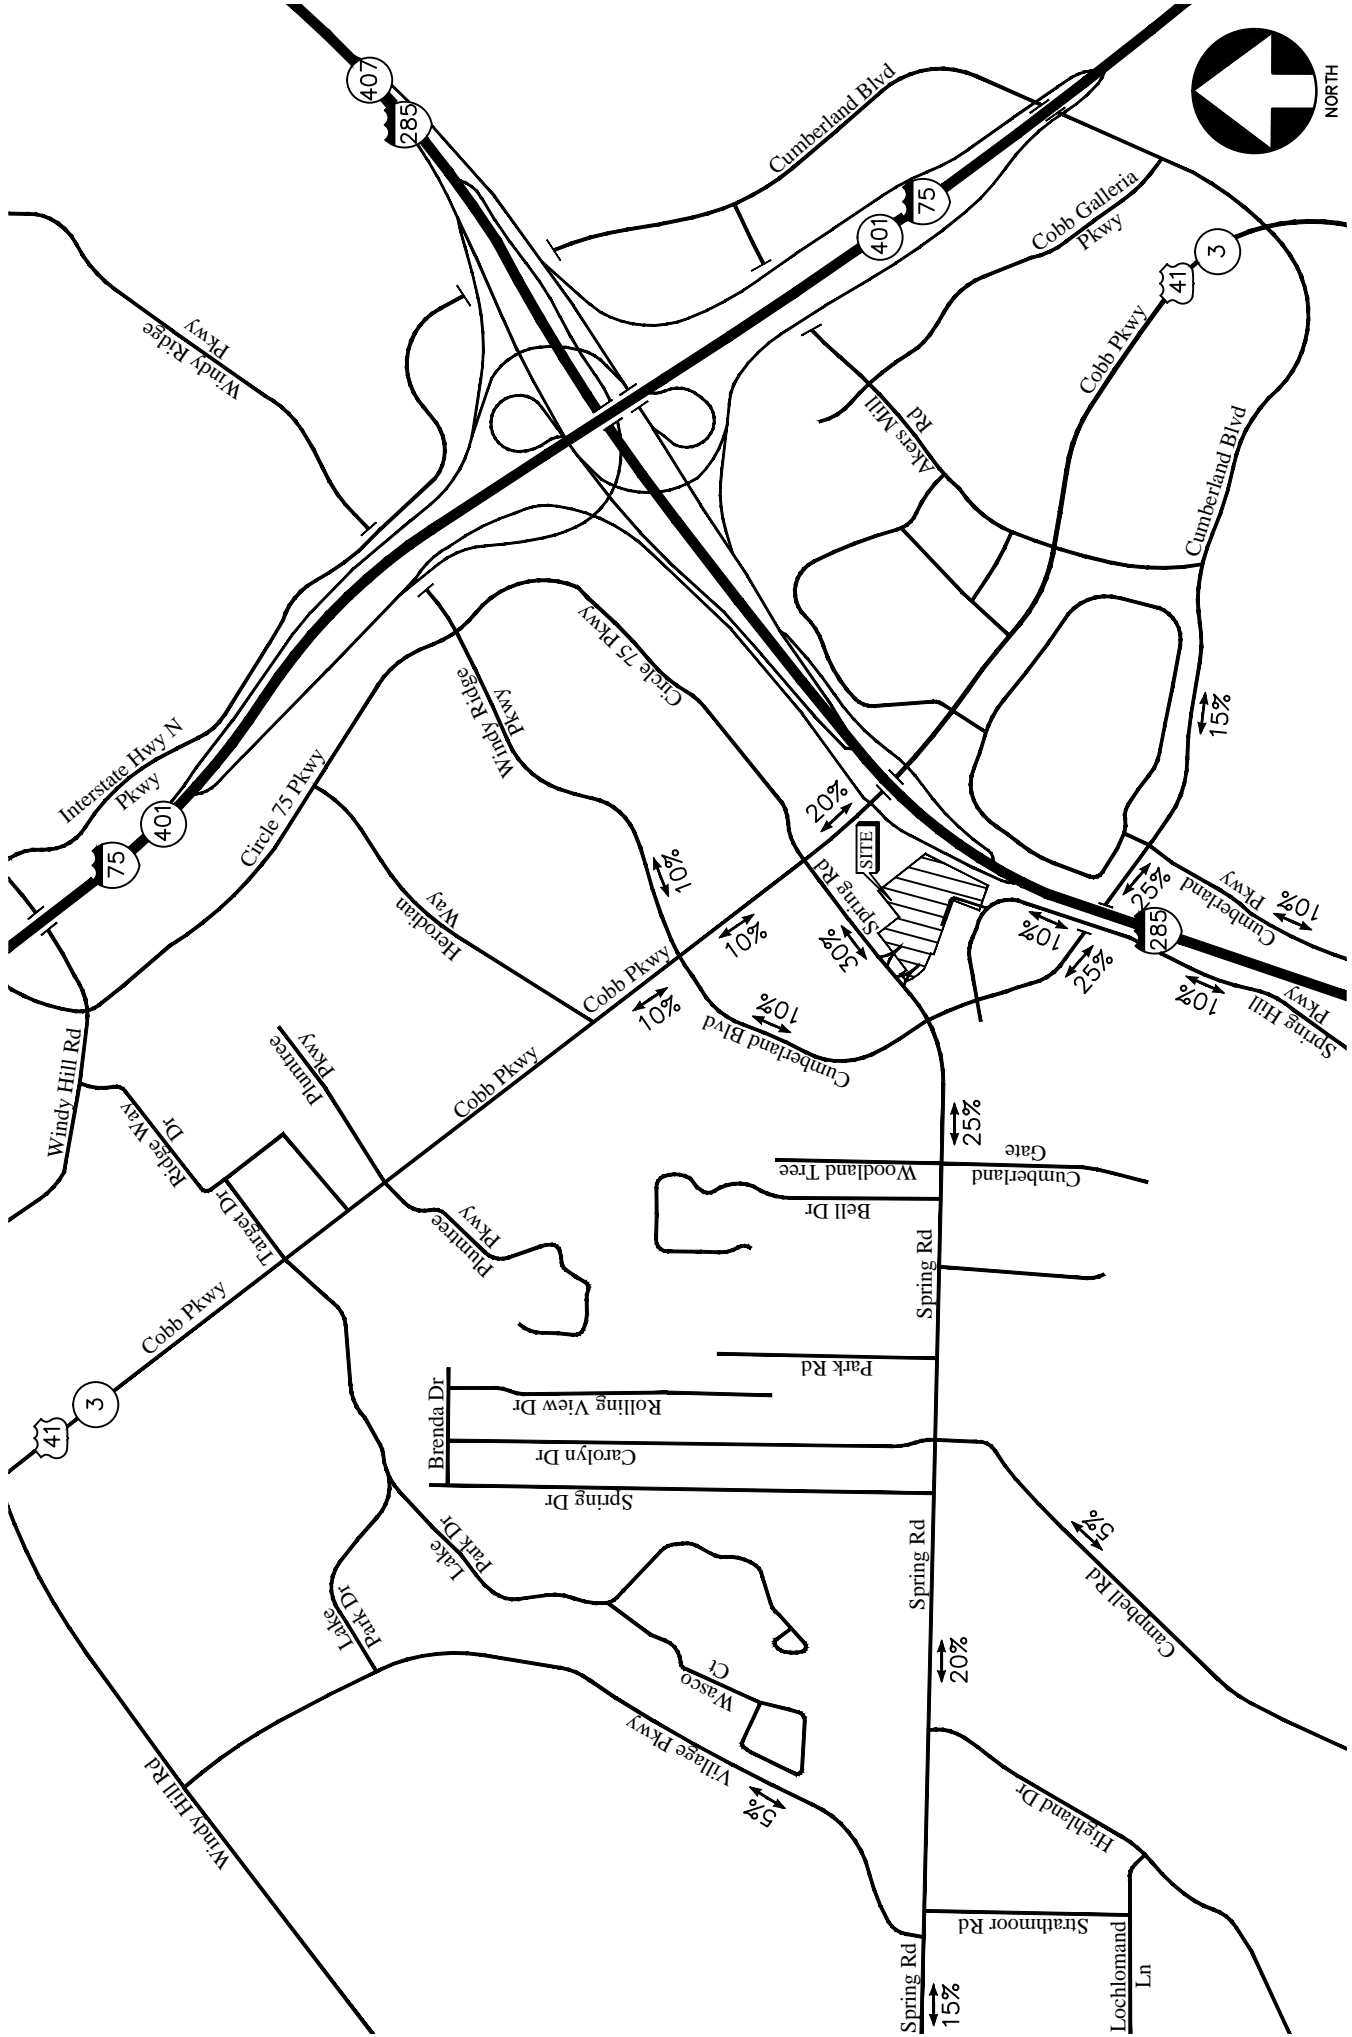 407
285
NORTH
Cumberland Blvd
75
401
Cobb Galleria
Pkwy
3
41
Cobb Pkwy
Windy Ridge
Pkwy
Akers Mill
Rd
Cumberland Blvd
Circle 75 Pkwy
Windy Ridge
Pkwy
15%
Interstate Hwy N
Pkwy
401
75
Circle 75 Pkwy
20%
SITE
10%
Spring Rd
Herodian
Way
25%
Cumberland
Pkwy
10%
10%
30%
10%
285
25%
10%
Cobb Pkwy
10%
10%
Cumberland Blvd
Spring Hill
Pkwy
Windy Hill Rd
Plumtree
Pkwy
Cobb Pkwy
25%
Ridge Way
Dr
Woodland Tree
Cumberland
Gate
Bell Dr
Target Dr
Plumtree
Pkwy
Spring Rd
Cobb Pkwy
Park Rd
3
41
Brenda Dr
Rolling View Dr
Carolyn Dr
Spring Dr
Lake
Park Dr
Spring Rd
5%
Campbell Rd
Lake
Park Dr
20%
Wasco
Ct
Village Pkwy
5%
Windy Hill Rd
Highland Dr
Strathmoor Rd
Spring Rd
15%
Lochlomand
Ln